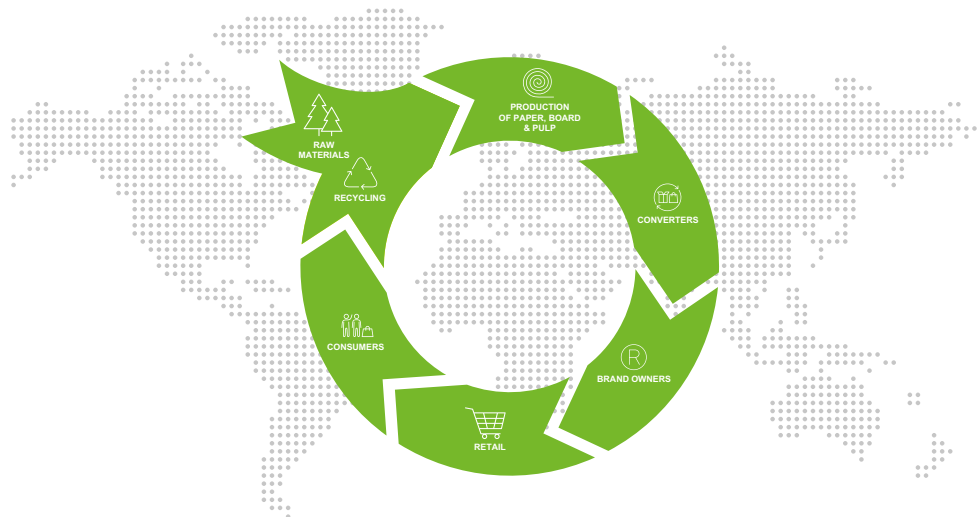 PRODUCTION
OF PAPER, BOARD
& PULP
RAW
MATERIALS
RECYCLING
CONVERTERS
CONSUMERS
R
BRAND OWNERS
RETAIL